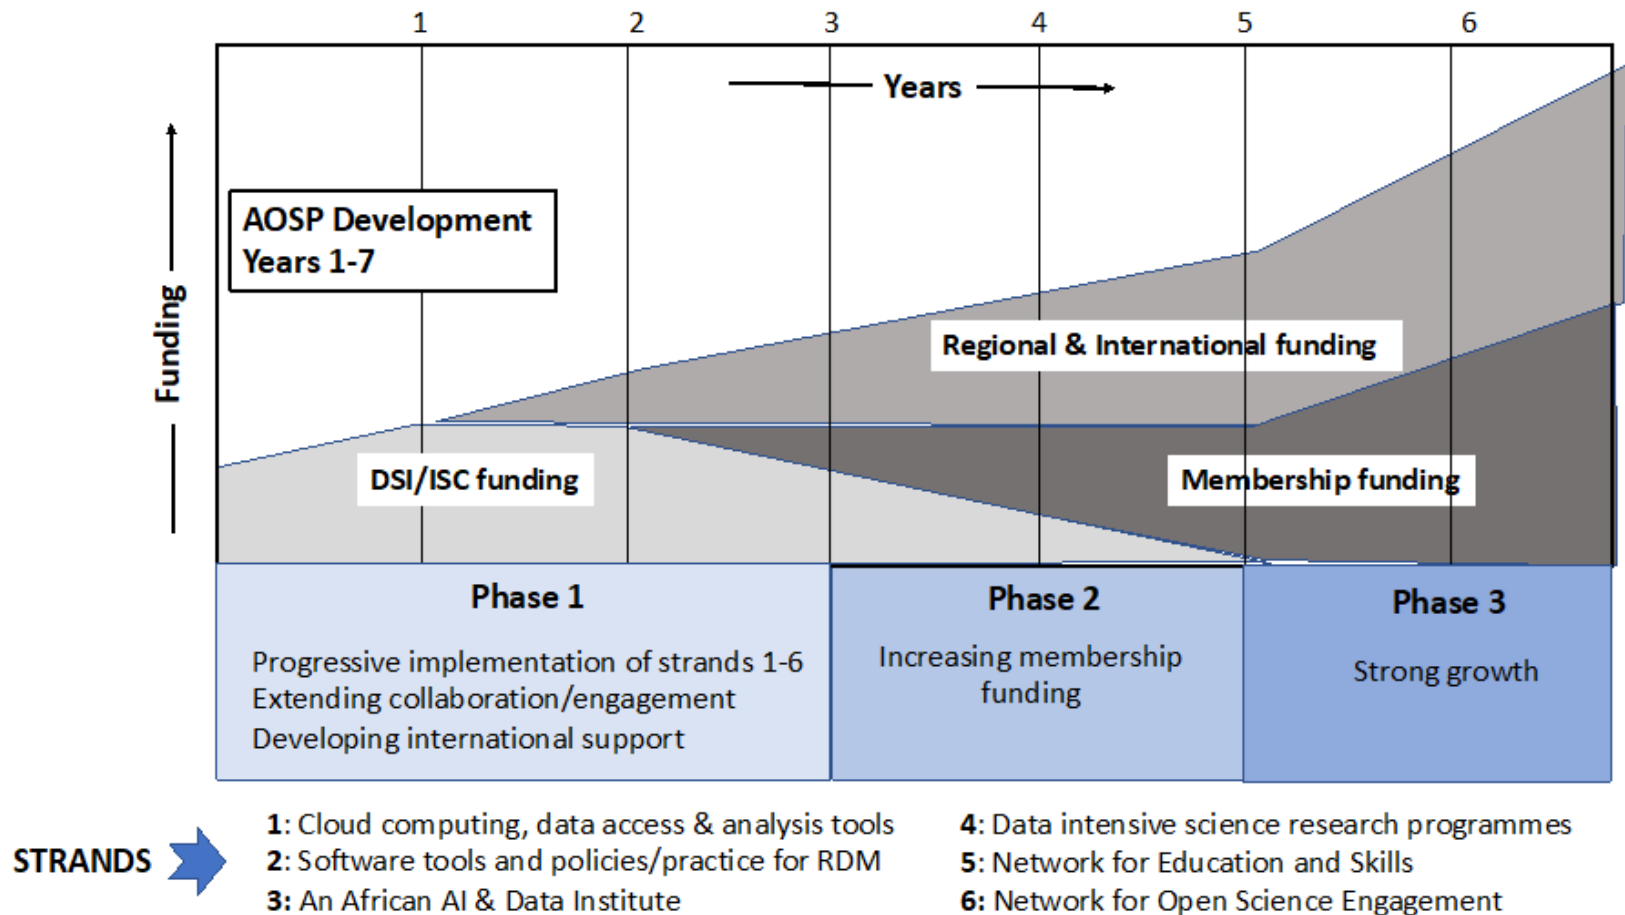 1 2 3 4 5 6
Years
AOSP Development
Years 1-7
Funding
Regional & International funding
DSI/ISC funding
Membership funding
Phase 1
Progressive implementation of strands 1-6
Extending collaboration/engagement
Developing international support
Phase 2
Increasing membership
funding
Phase 3
Strong growth
STRANDS
1: Cloud computing, data access & analysis tools
2: Software tools and policies/practice for RDM
3: An African AI & Data Institute
4: Data intensive science research programmes
5: Network for Education and Skills
6: Network for Open Science Engagement